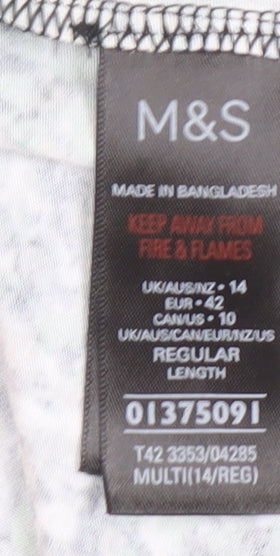 M&S
MADE IN BANGLADESH
KEEP AWAY FROM
FIRE & FLAMES
UK/AUS/NZ • 14
EUR • 42
CAN/US • 10
UK/AUS/CAN/EUR/NZ/US
REGULAR
LENGTH
01375091
T42 3353/04285
MULTI(14/REG)